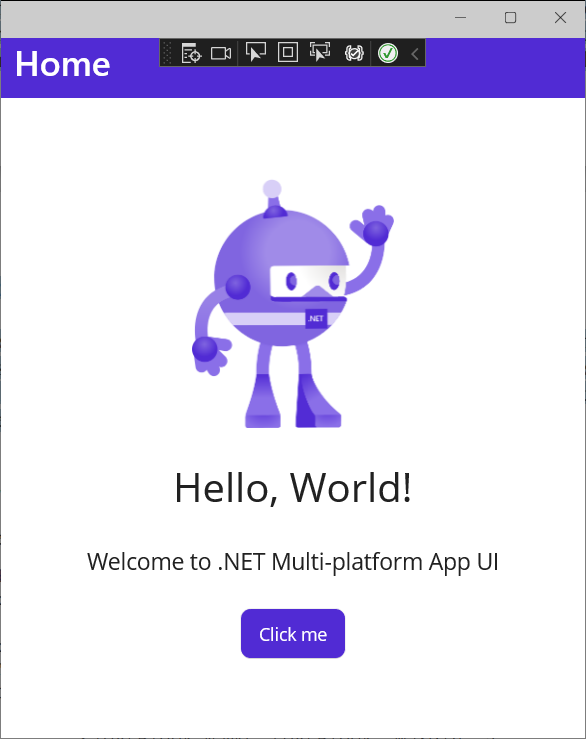 Home
.NET
Hello, World!
Welcome to .NET Multi-platform App UI
Click me